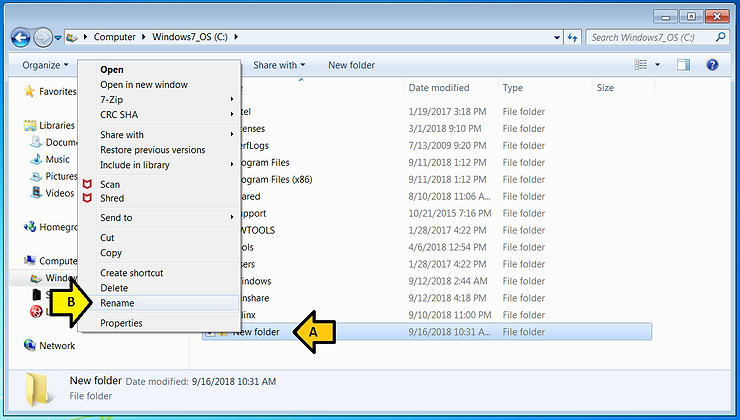 Computer Windows7_OS (C:)
Search Windows7_OS (C:)
Organize
Share with
New folder
Date modified
Type
Size
Favorites
Libraries
Docume
Music
Pictures
Videos
Homegro
Compute
Window
Network
Open
Open in new window
7-Zip
CRC SHA
Share with
Restore previous versions
Include in library
Scan
Shred
Send to
Cut
Copy
Create shortcut
Delete
Rename
Properties
B
tel 1/19/2017 3:18 PM File folder
enses 3/1/2018 9:10 PM File folder
erfLogs 7/13/2009 9:20 PM File folder
ogram Files 9/11/2018 1:12 PM File folder
ogram Files (x86) 9/11/2018 1:12 PM File folder
ared 8/10/2018 11:06 A... File folder
upport 10/21/2015 7:16 PM File folder
WTOOLS 1/28/2017 4:22 PM File folder
ols 4/6/2018 12:54 PM File folder
ers 1/28/2017 4:22 PM File folder
indows 9/12/2018 2:44 AM File folder
nshare 9/12/2018 4:18 PM File folder
linx 9/10/2018 11:00 PM File folder
New folder 9/16/2018 10:31 A... File folder
A
New folder Date modified: 9/16/2018 10:31 AM
File folder